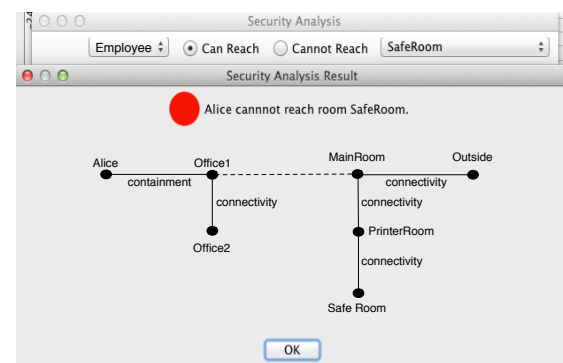 -24
Security Analysis
Employee Can Reach Cannot Reach SafeRoom
Security Analysis Result
Alice cannnot reach room SafeRoom.
Alice Office1 MainRoom Outside
containment connectivity
connectivity connectivity
PrinterRoom
Office2
connectivity
Safe Room
OK